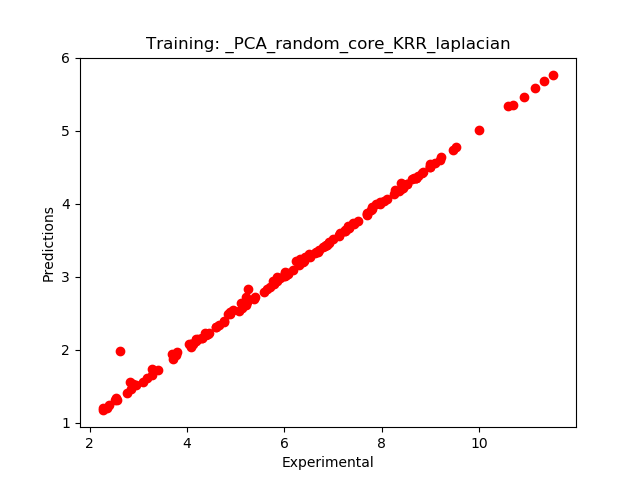 Training: _PCA_random_core_KRR_laplacian
6
5
4
3
2
1
Predictions
2 4 6 8 10
Experimental